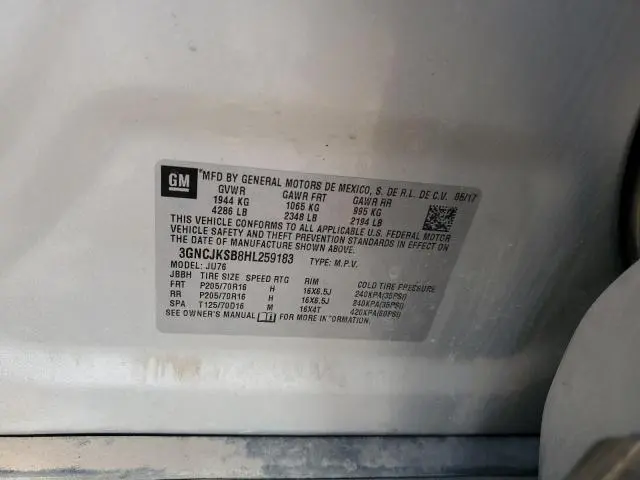 GM
*MFD BY GENERAL MOTORS DE MEXICO, S. DE R.L. DE C.V. 06/17
GVWR GAWR FRT GAWR RR
1944 KG 1065 KG 995 KG
4286 LB 2348 LB 2194 LB
THIS VEHICLE CONFORMS TO ALL APPLICABLE U.S. FEDERAL MOTOR
VEHICLE SAFETY AND THEFT PREVENTION STANDARDS IN EFFECT
ON THE DATE OF MANUFACTURE SHOWN ABOVE.
3GNCJKSB8HL259183 TYPE: M.P.V.
MODEL: JU76
JBBH TIRE SIZE SPEED RTG RIM COLD TIRE PRESSURE
FRT P205/70R16 H 16X6.5J 240KPA(35PSI)
RR P205/70R16 H 16X6.5J 240KPA(35PSI)
SPA T125/70D16 M 16X4T 420KPA(60PSI)
SEE OWNER'S MANUAL FOR MORE INFORMATION.